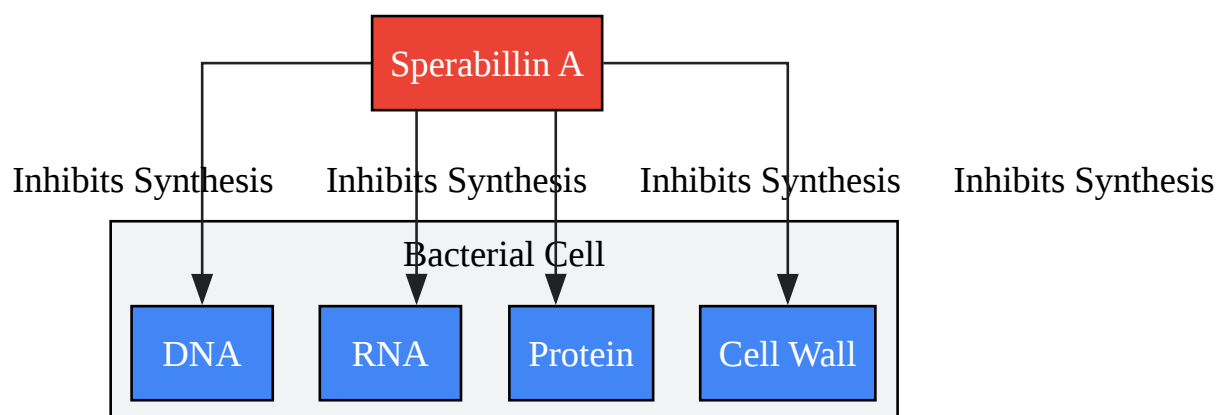 Sperabillin A
Inhibits Synthesis Inhibits Synthesis Inhibits Synthesis Inhibits Synthesis
Bacterial Cell
DNA RNA Protein Cell Wall